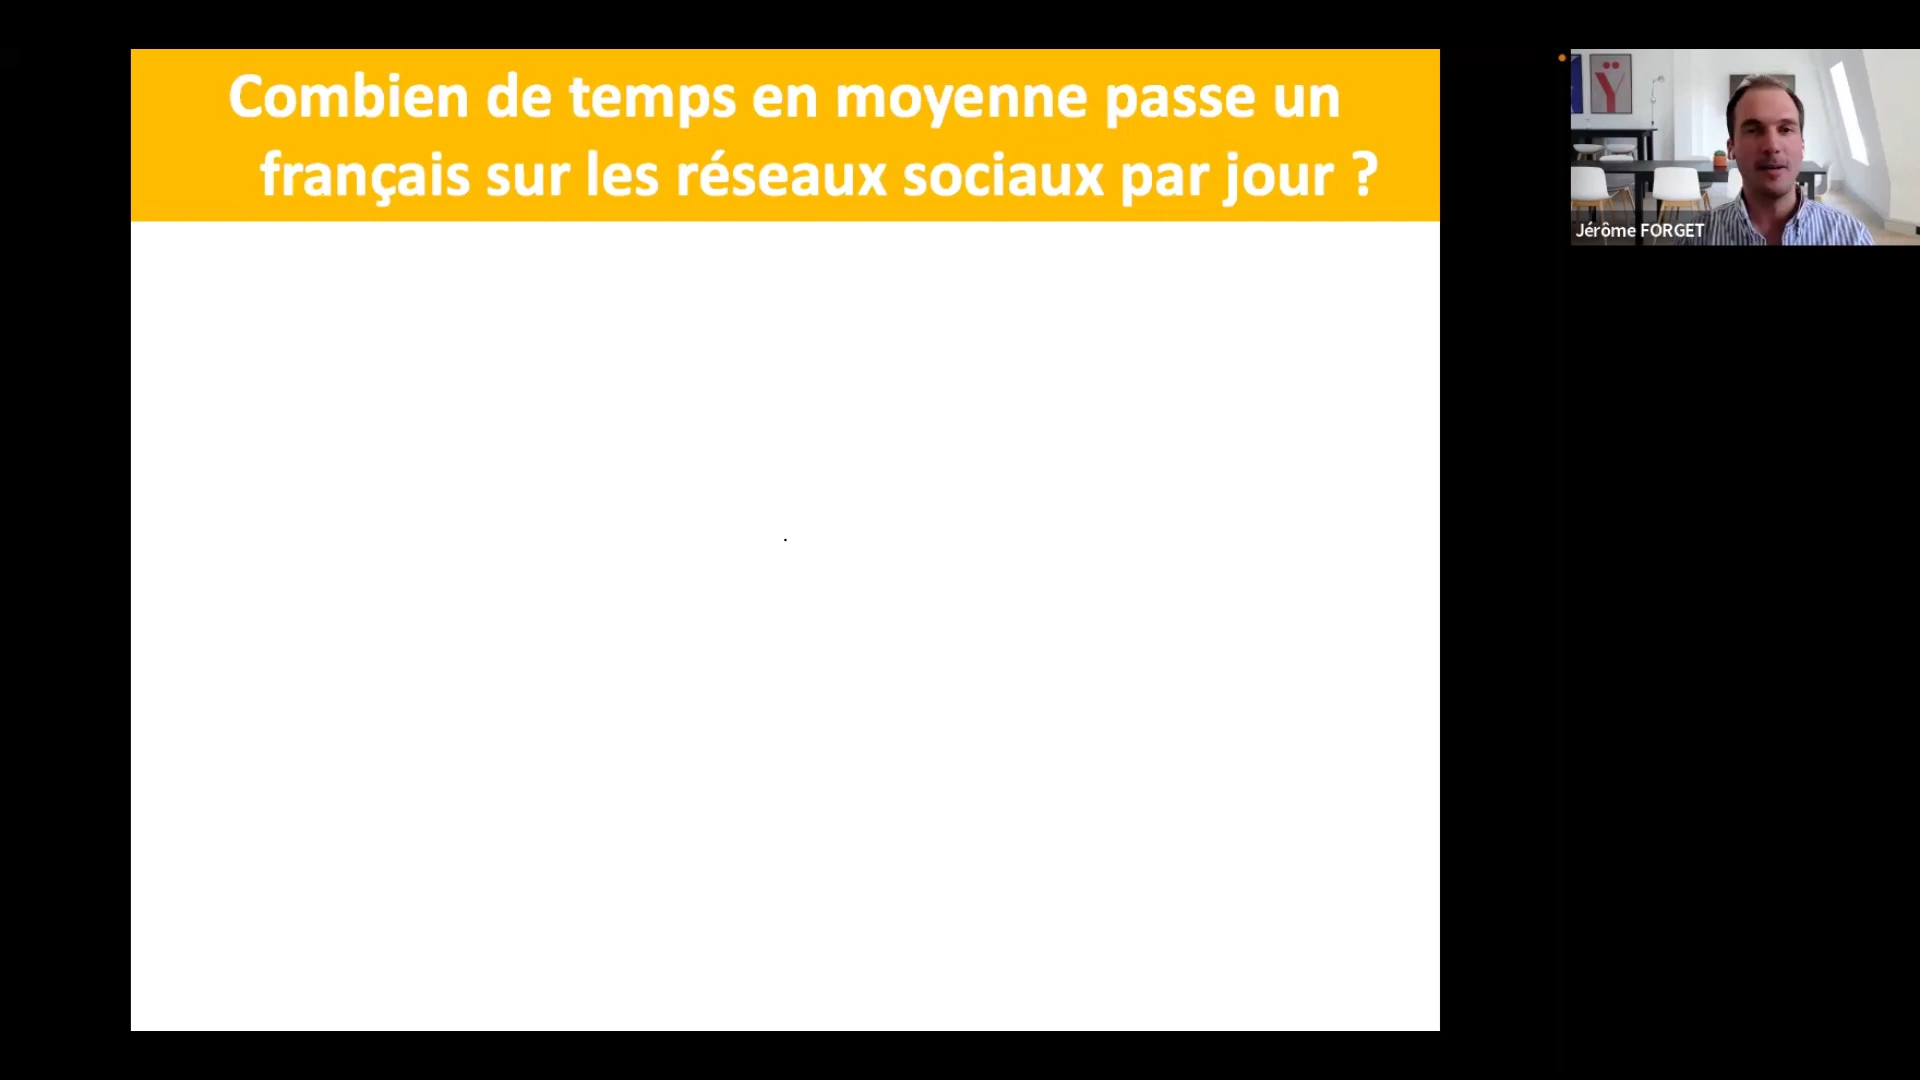 Combien de temps en moyenne passe un
français sur les réseaux sociaux par jour ?
Ÿ
Jérôme FORGET